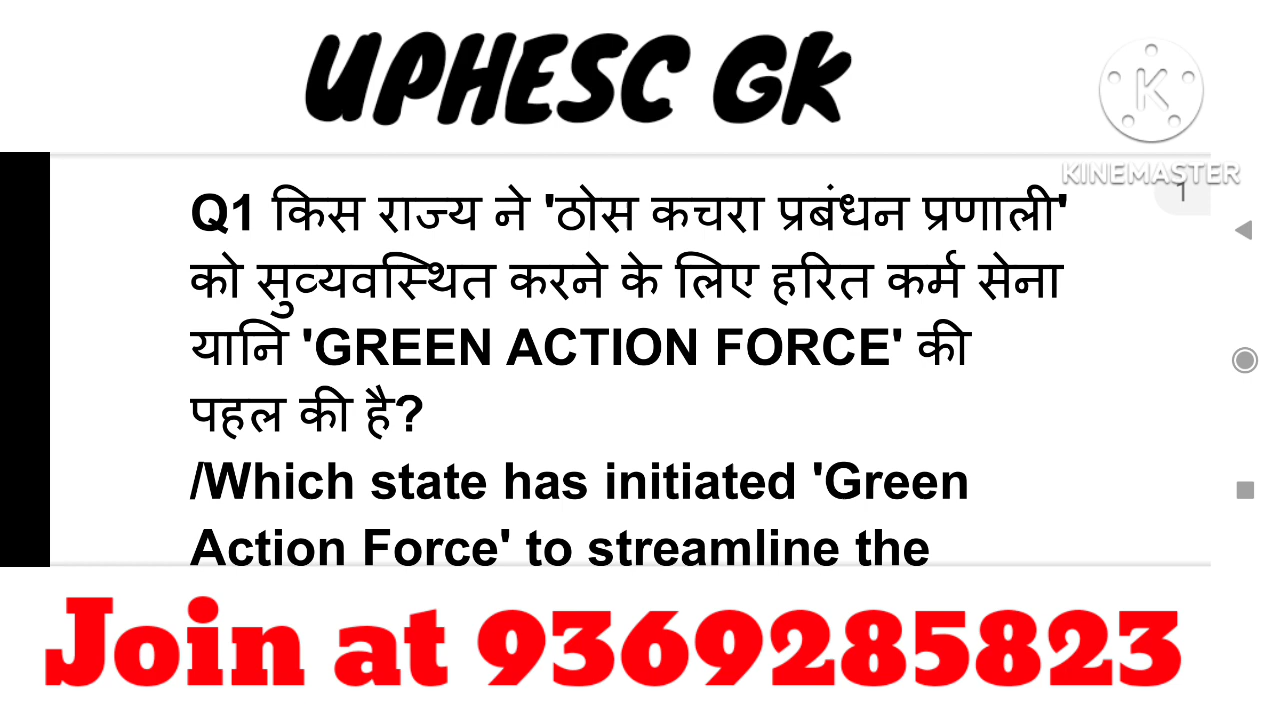 UPHESC GK
K
KINEMASTER
1
Q1 किस राज्य ने 'ठोस कचरा प्रबंधन प्रणाली'
को सुव्यवस्थित करने के लिए हरित कर्म सेना
यानि 'GREEN ACTION FORCE' की
पहल की है?
/Which state has initiated 'Green
Action Force' to streamline the
Join at 9369285823